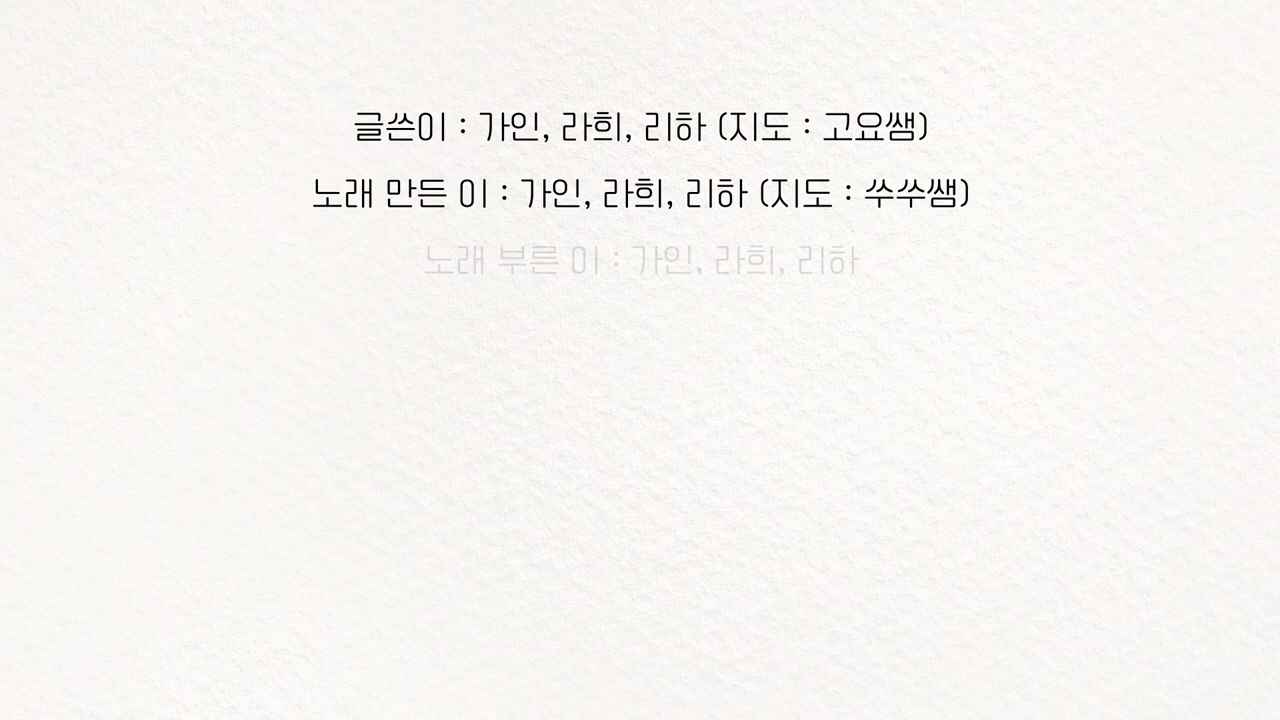 글쓴이 : 가인, 라희, 리하 (지도 : 고요쌤)
노래 만든 이 : 가인, 라희, 리하 (지도 : 쑤쑤쌤)
노래 부른 이 : 가인, 라희, 리하